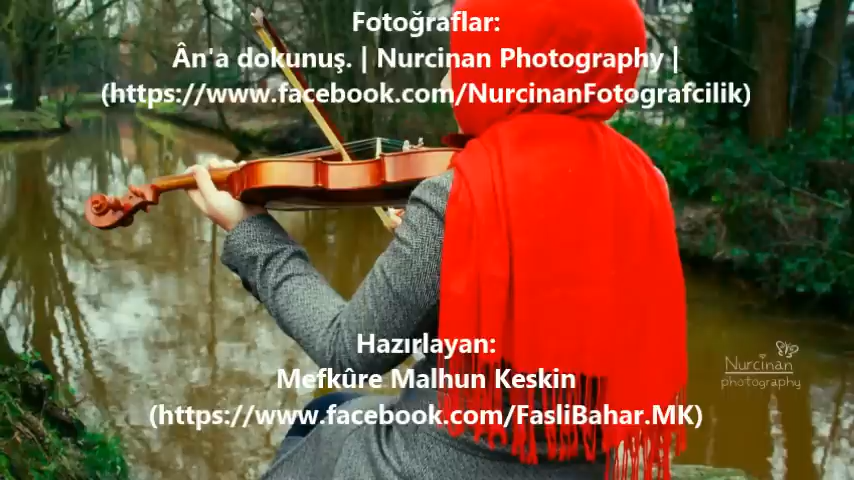 Fotoğraflar:
Ân'a dokunuş. | Nurcinan Photography |
(https://www.facebook.com/NurcinanFotografcilik)
Hazırlayan:
Mefkûre Malhun Keskin
(https://www.facebook.com/FasliBahar.MK)
Nurcinan
photography